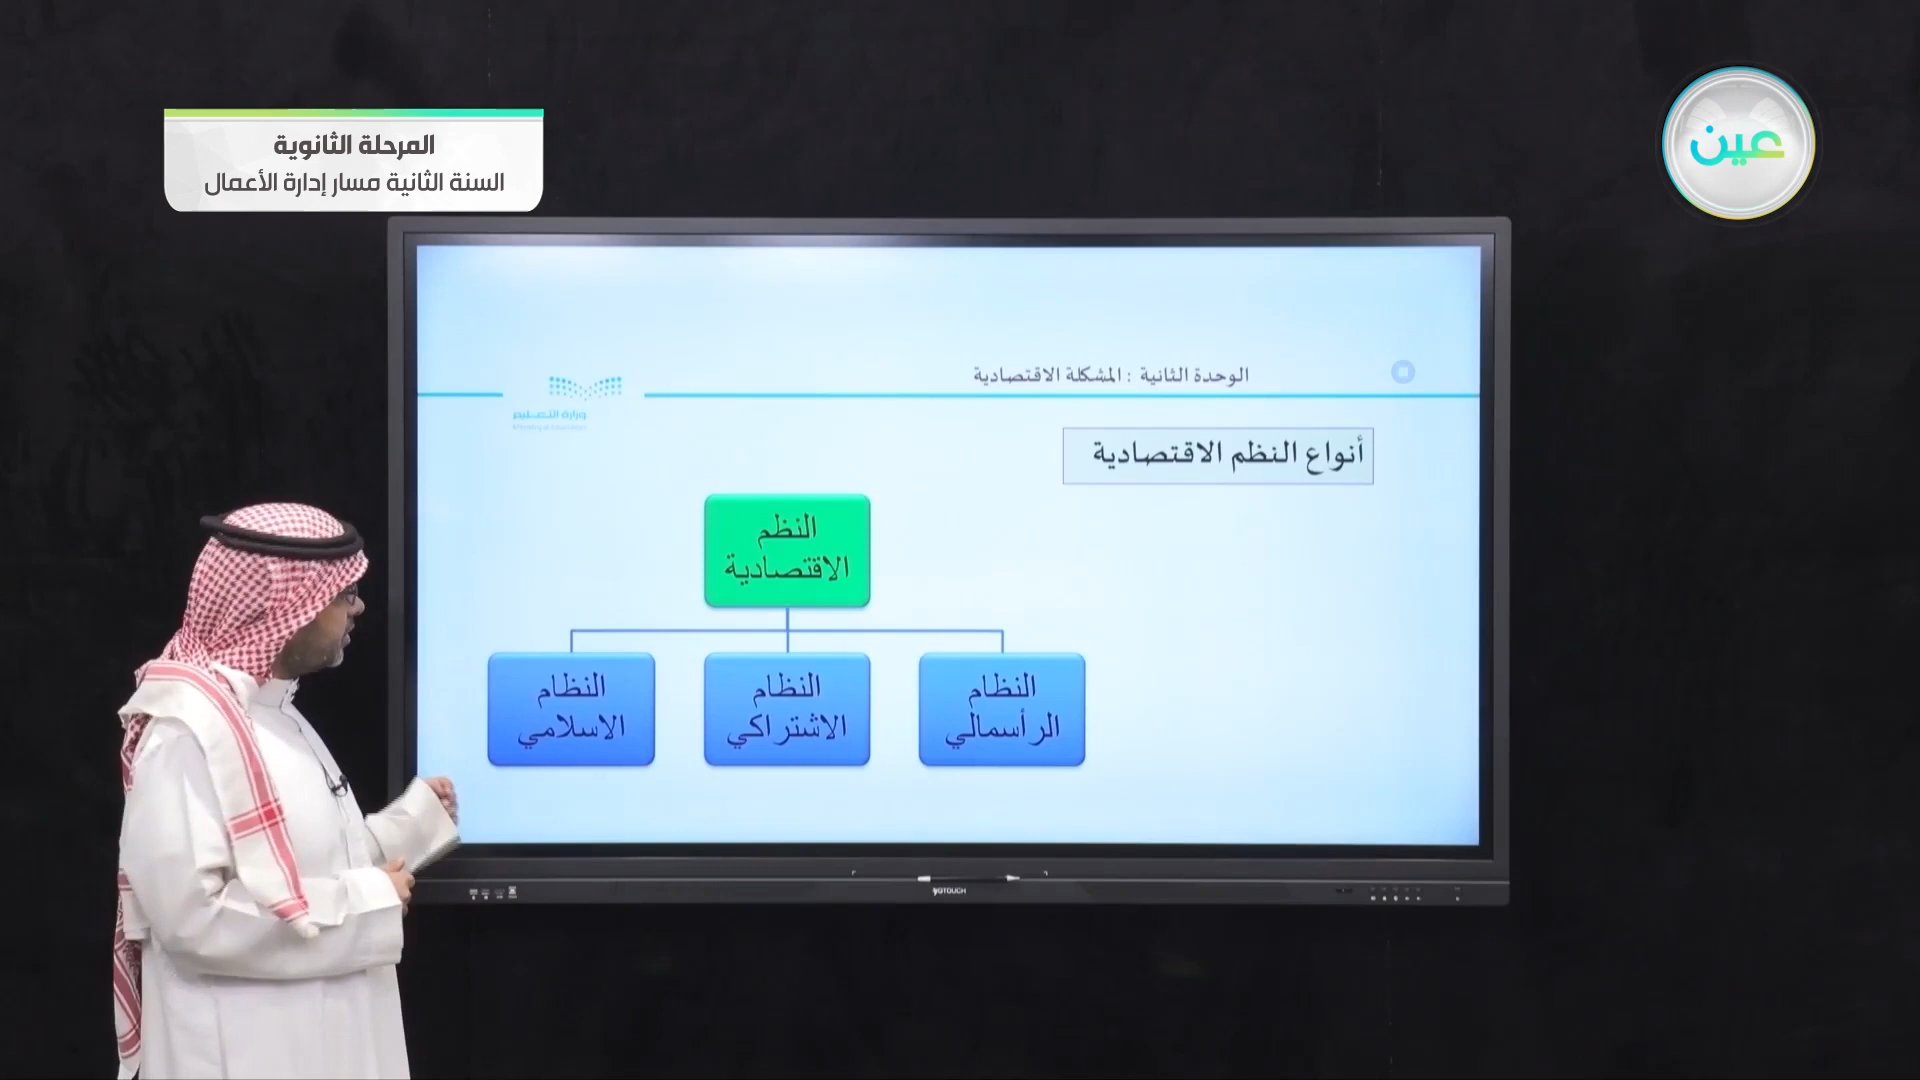 المرحلة الثانوية
السنة الثانية مسار إدارة الأعمال
عين
الوحدة الثانية : المشكلة الاقتصادية
وزارة التعليم
أنواع النظم الاقتصادية
النظم
الاقتصادية
النظام
الرأسمالي
النظام
الاشتراكي
النظام
الاسلامي